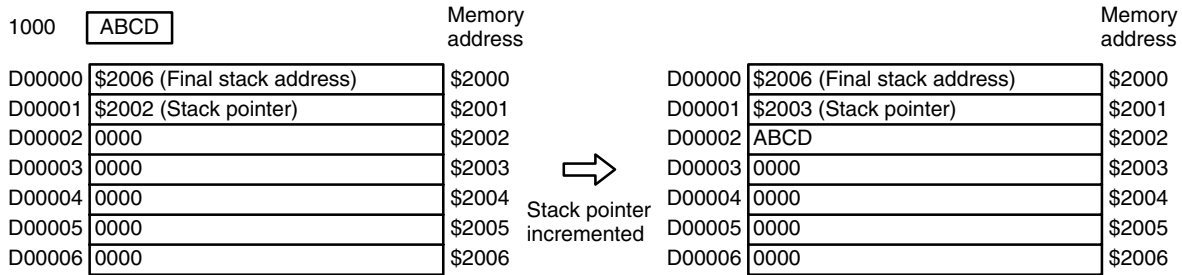 1000 ABCD Memory address Memory address
D00000 $2006 (Final stack address) $2000 D00000 $2006 (Final stack address) $2000
D00001 $2002 (Stack pointer) $2001 D00001 $2003 (Stack pointer) $2001
D00002 0000 $2002 D00002 ABCD $2002
D00003 0000 $2003 D00003 0000 $2003
D00004 0000 $2004 D00004 0000 $2004
D00005 0000 $2005 Stack pointer incremented D00005 0000 $2005
D00006 0000 $2006 D00006 0000 $2006